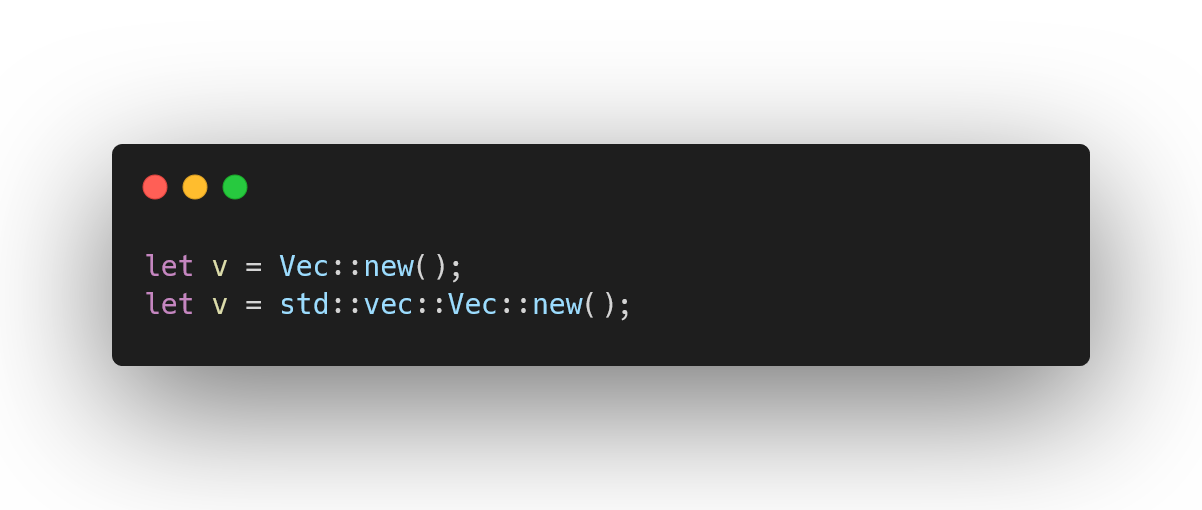 let v = Vec::new();
let v = std::vec::Vec::new();